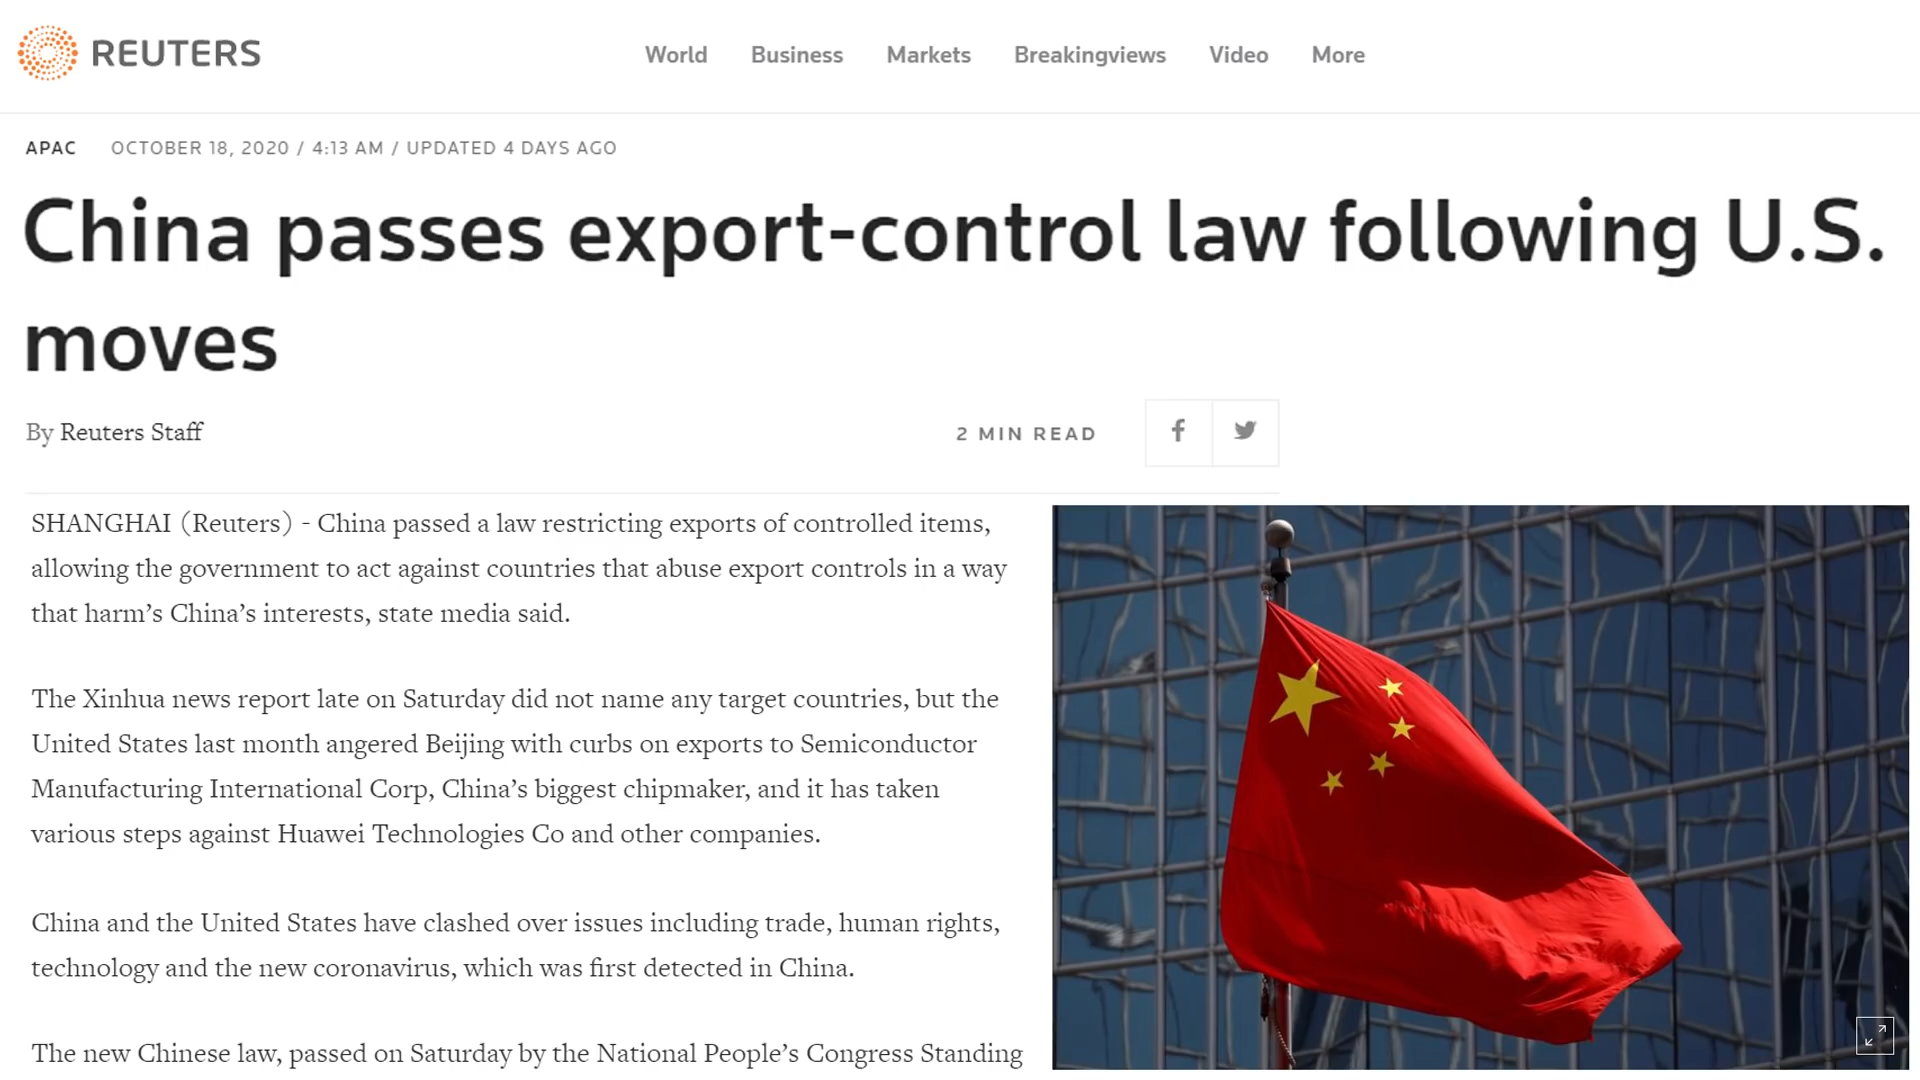 REUTERS
World Business Markets Breakingviews Video More
APAC OCTOBER 18, 2020 / 4:13 AM / UPDATED 4 DAYS AGO
China passes export-control law following U.S.
moves
By Reuters Staff
2 MIN READ
SHANGHAI (Reuters) - China passed a law restricting exports of controlled items,
allowing the government to act against countries that abuse export controls in a way
that harm’s China’s interests, state media said.
The Xinhua news report late on Saturday did not name any target countries, but the
United States last month angered Beijing with curbs on exports to Semiconductor
Manufacturing International Corp, China’s biggest chipmaker, and it has taken
various steps against Huawei Technologies Co and other companies.
China and the United States have clashed over issues including trade, human rights,
technology and the new coronavirus, which was first detected in China.
The new Chinese law, passed on Saturday by the National People’s Congress Standing